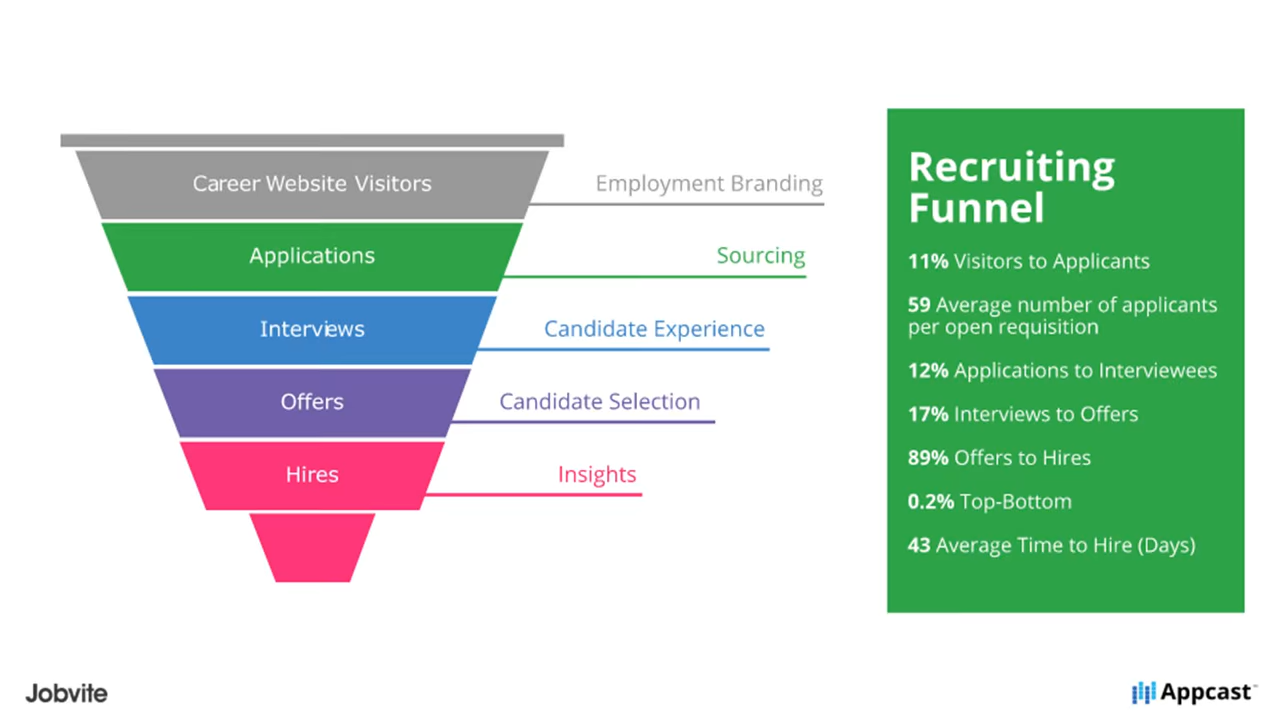 Career Website Visitors
Employment Branding
Applications
Sourcing
Interviews
Candidate Experience
Offers
Candidate Selection
Hires
Insights
Recruiting
Funnel
11% Visitors to Applicants
59 Average number of applicants
per open requisition
12% Applications to Interviewees
17% Interviews to Offers
89% Offers to Hires
0.2% Top-Bottom
43 Average Time to Hire (Days)
Jobvite
Appcast™